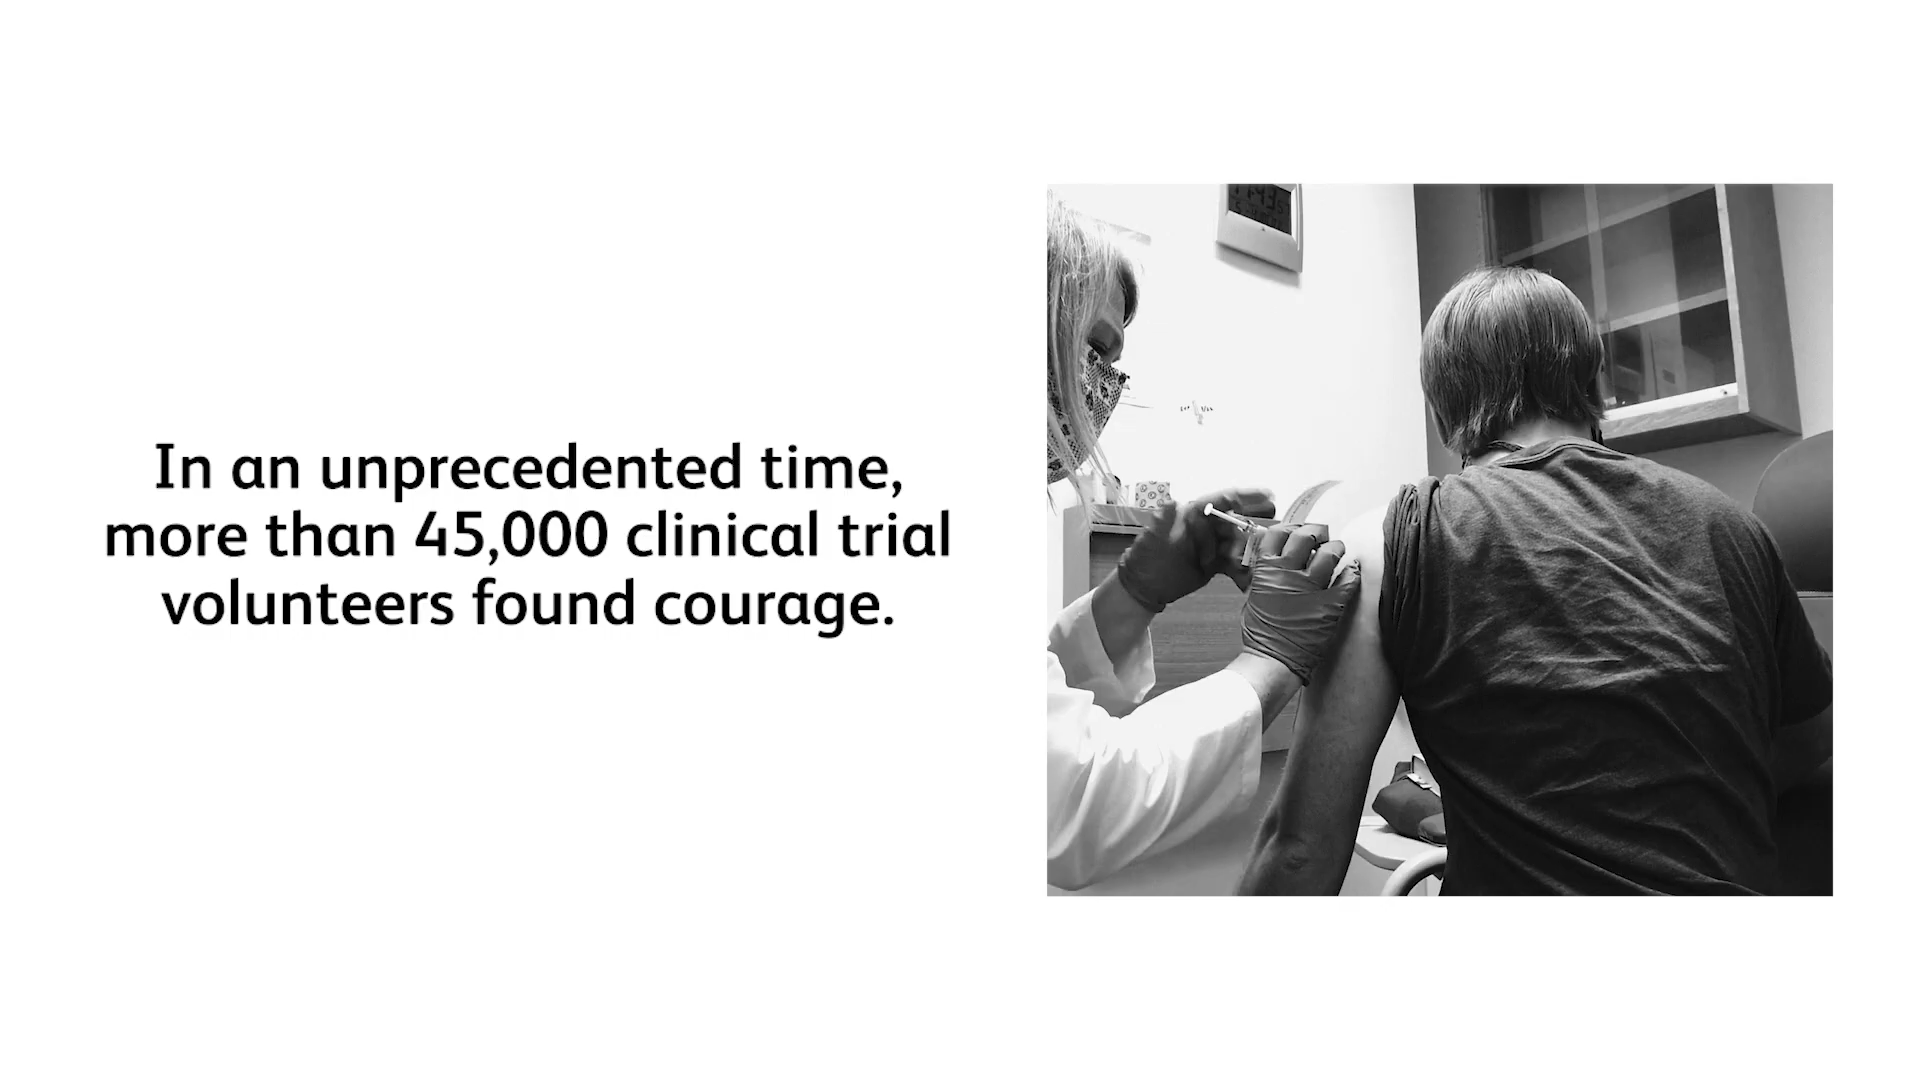 In an unprecedented time,
more than 45,000 clinical trial
volunteers found courage.